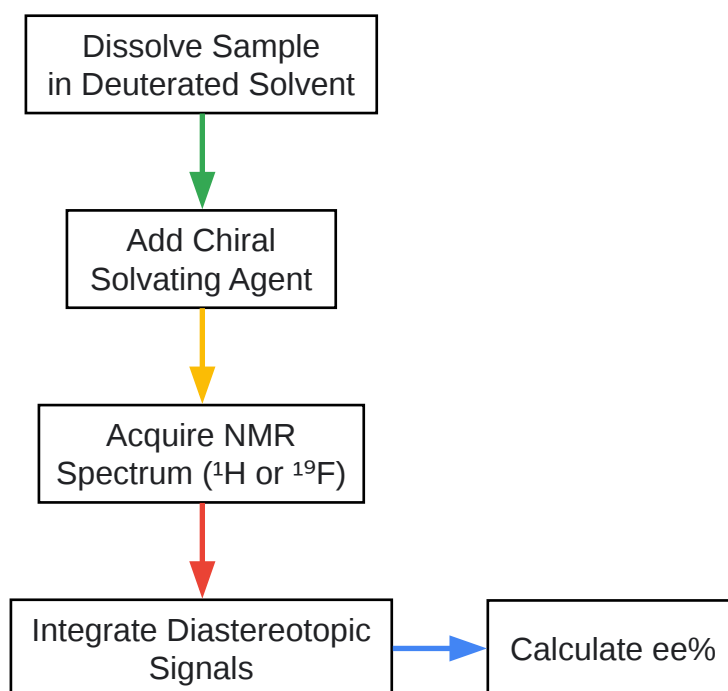 Dissolve Sample
in Deuterated Solvent
Add Chiral
Solvating Agent
Acquire NMR
Spectrum (¹H or ¹⁹F)
Integrate Diastereotopic
Signals
Calculate ee%